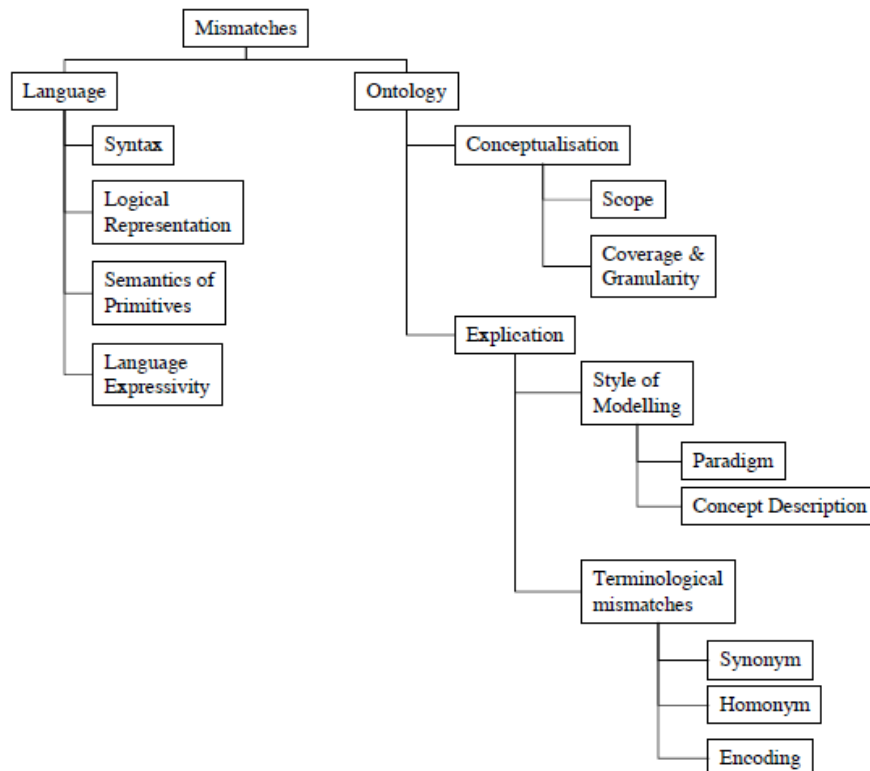 Mismatches
Language
Ontology
Syntax
Conceptualisation
Logical
Representation
Scope
Semantics of
Primitives
Coverage &
Granularity
Explication
Language
Expressivity
Style of
Modelling
Paradigm
Concept Description
Terminological
mismatches
Synonym
Homonym
Encoding